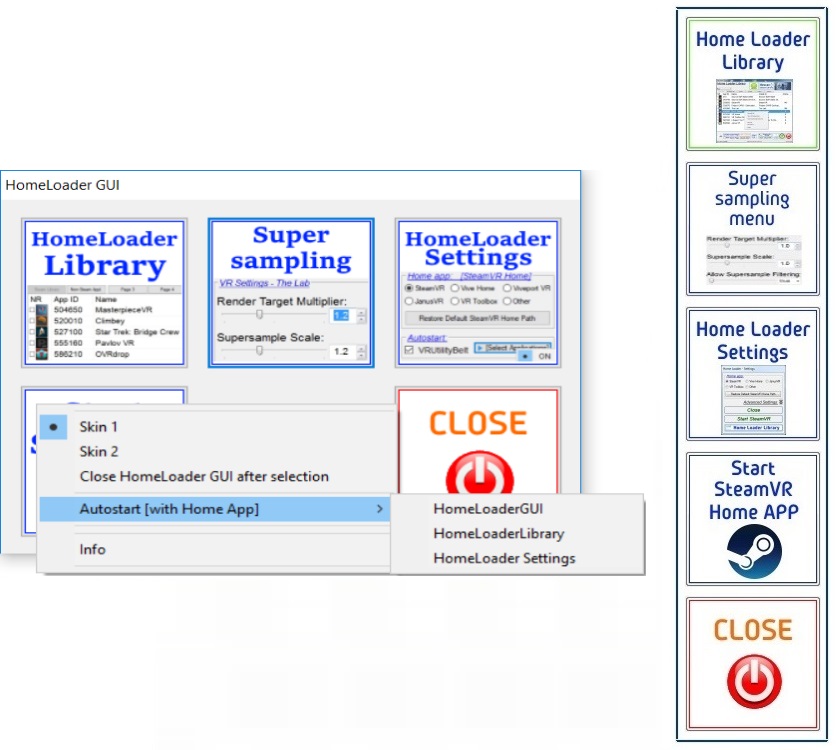 HomeLoader GUI
HomeLoader
Library
NR App ID Name
504650 MasterpieceVR
520010 Climbey
527100 Star Trek: Bridge Crew
555160 Pavlov VR
586210 OVRdrop
Super
sampling
VR Settings - The Lab
Render Target Multiplier:
1.2
Supersample Scale:
1.2
HomeLoader
Settings
Home app: [SteamVR Home]
SteamVR Vive Home Viveport VR
JanusVR VR Toolbox Other
Restore Default SteamVR Home Path
Autostart
VRUtilityBelt
ON
CLOSE
Skin 1
Skin 2
Close HomeLoader GUI after selection
Autostart [with Home App]
Info
HomeLoaderGUI
HomeLoaderLibrary
HomeLoader Settings
Home Loader
Library
Super
sampling
menu
Render Target Multiplier:
1.0
Supersample Scale:
1.0
Allow Supersample Filtering:
Home Loader
Settings
Advanced Settings
Close
Start SteamVR
Home Loader Library
Start
SteamVR
Home APP
CLOSE